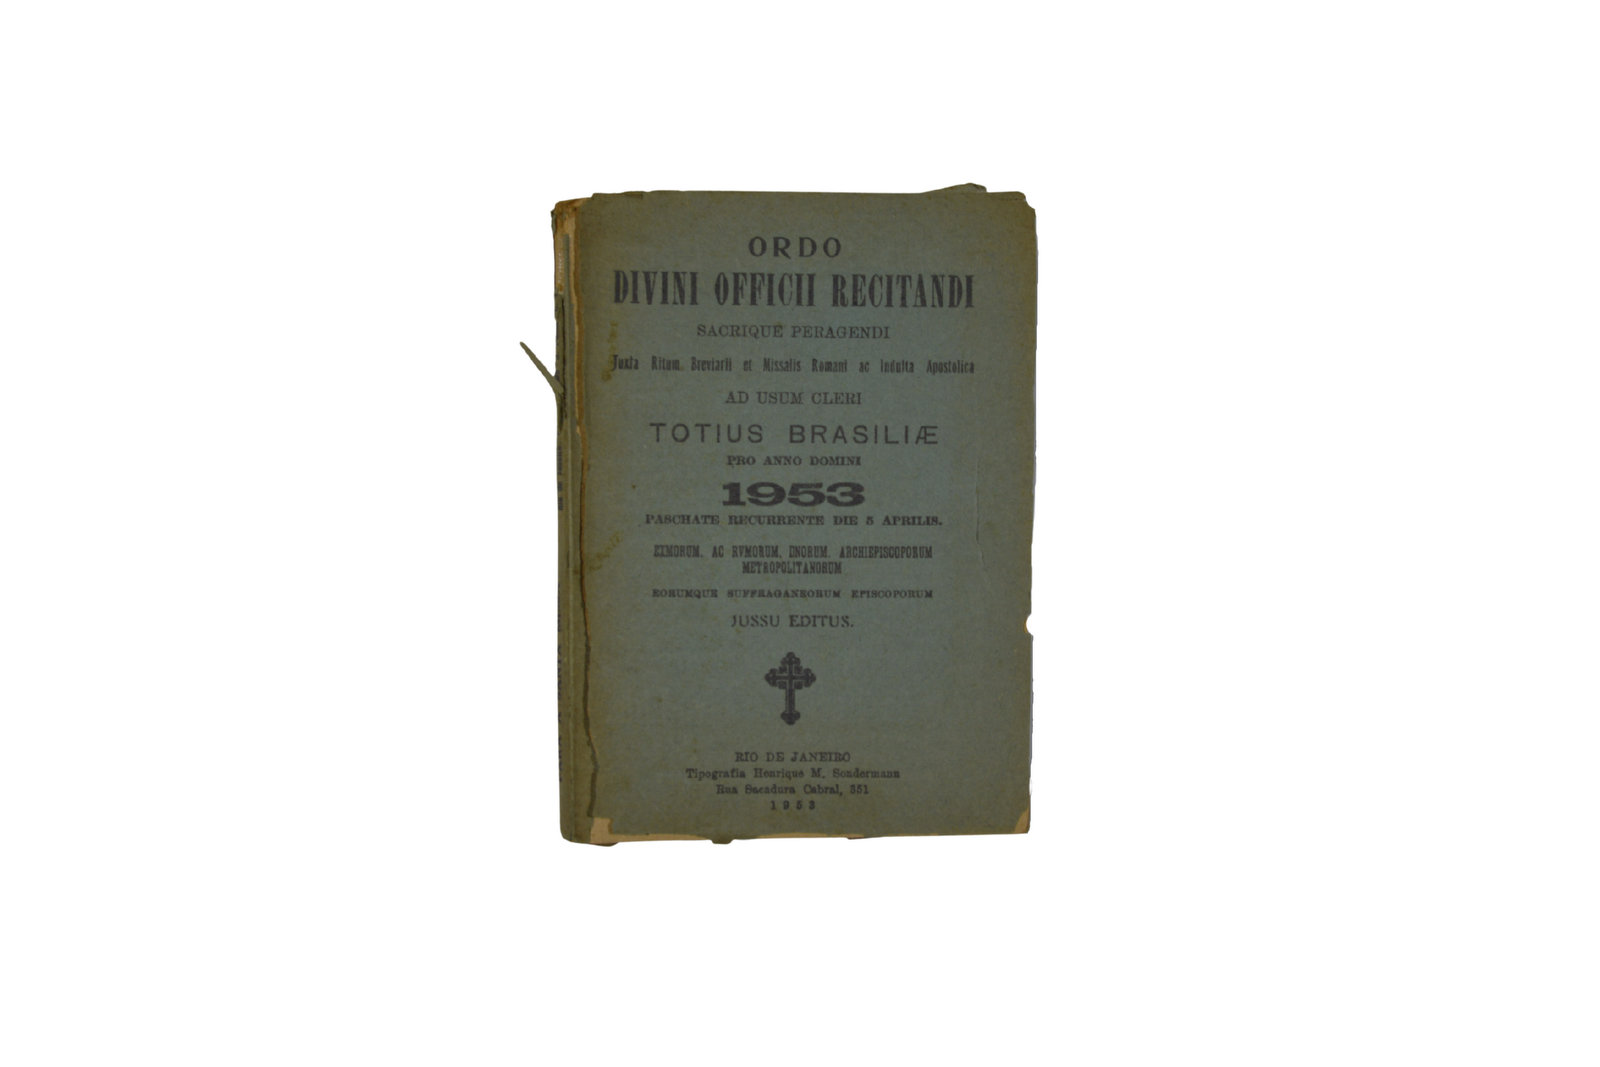 ORDO
DIVINI OFFICII RECITANDI
SACRIQUE PERAGENDI
Juxta Ritum Breviarii et Missalis Romani ac Indulta Apostolica
AD USUM CLERI
TOTIUS BRASILIÆ
PRO ANNO DOMINI
1953
PASCHATE RECURRENTE DIE 5 APRILIS.
EXMORUM. AC RVMORUM. DNORUM. ARCHIEPISCOPORUM
METROPOLITANORUM
EORUMQUE SUFFRAGANEORUM EPISCOPORUM
JUSSU EDITUS.
RIO DE JANEIRO
Tipografia Henrique M. Sondermann
Rua Sacadura Cabral, 351
1953